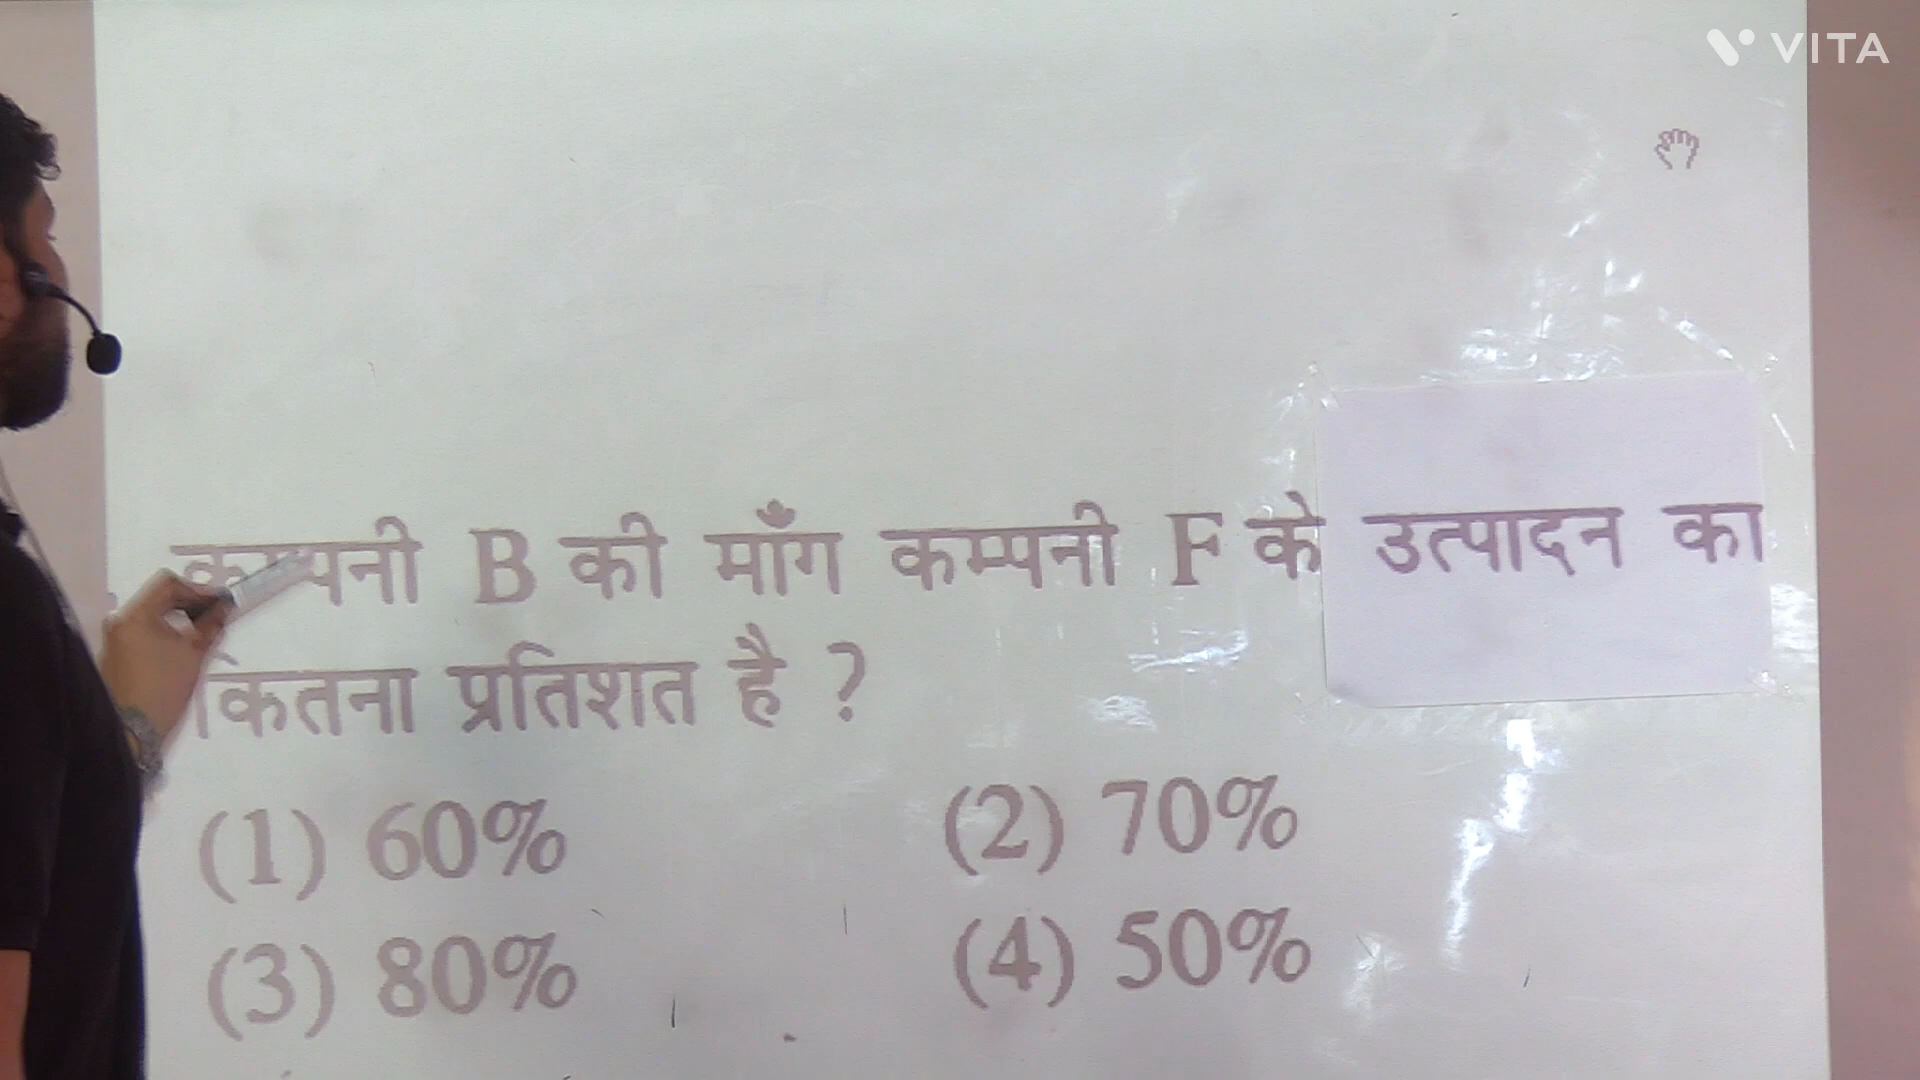 VITA
कम्पनी B की माँग कम्पनी F के उत्पादन का
कितना प्रतिशत है ?
(1) 60% (2) 70%
(3) 80% (4) 50%